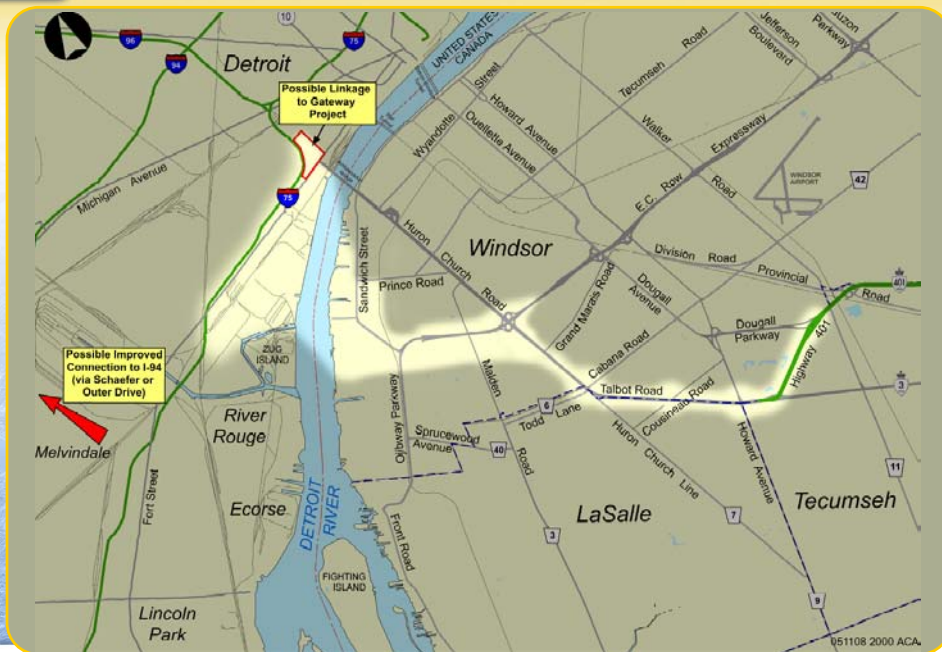 10
96
94
75
Detroit
UNITED STATES
CANADA
Possible Linkage
to Gateway
Project
75
Michigan Avenue
Wyandotte
Street
Howard Avenue
Ouellette Avenue
Tecumseh
Road
Jefferson
Boulevard
Parkway
Walker
Road
Expressway
E.C. Row
WINDSOR
AIRPORT
42
Windsor
Huron
Church
Road
Sandwich Street
Prince Road
Division Road
Provincial
Road
401
Grand Marais Road
Dougall
Avenue
Dougall
Parkway
Highway 401
3
Cabana Road
Talbot Road
Cousineau Road
Malden
Road
6
Todd Lane
Ojibway Parkway
Sprucewood
Avenue
40
Huron Church Line
Howard Avenue
11
ZUG
ISLAND
Possible Improved
Connection to I-94
(via Schaefer or
Outer Drive)
Melvindale
River
Rouge
Fort Street
Ecorse
DETROIT
RIVER
Front Road
FIGHTING
ISLAND
LaSalle
Tecumseh
7
3
9
Lincoln
Park
051108 2000 ACA